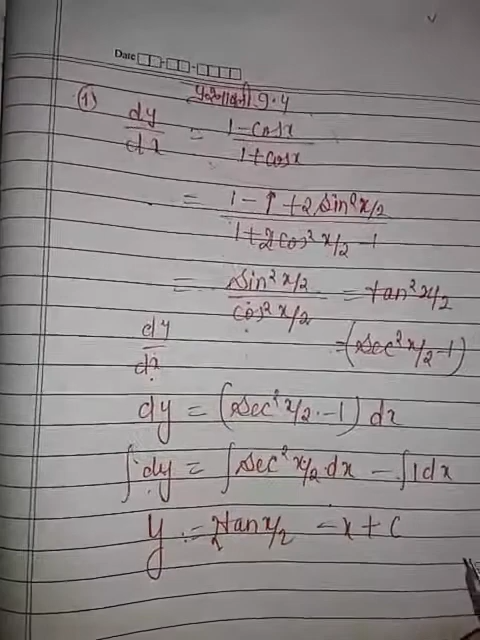 Date
प्रश्नावली 9.4
(1) dy/dx = 1-cosx/1+cosx
= 1-1+2sin²x/2 / 1+2cos²x/2-1
= sin²x/2 / cos²x/2 = tan²x/2
dy/dx = (sec²x/2-1)
dy = (sec²x/2-1) dx
∫dy = ∫sec²x/2 dx - ∫1dx
y = 2tanx/2 - x + c